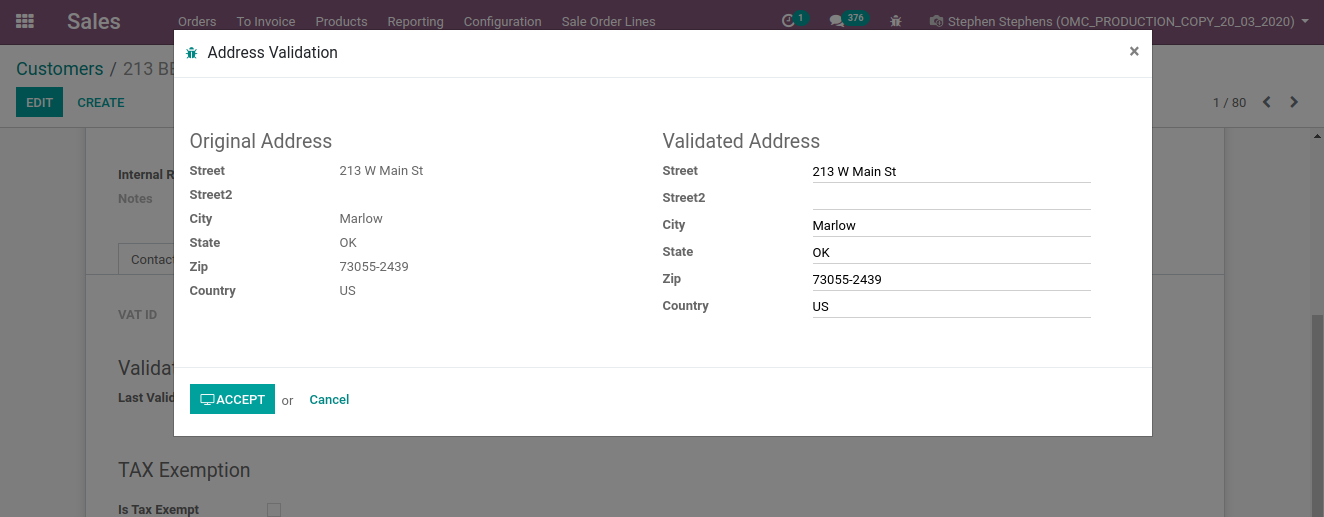 Sales Orders To Invoice Products Reporting Configuration Sale Order Lines 1 376 Stephen Stephens (OMC_PRODUCTION_COPY_20_03_2020)
Address Validation ×
Customers / 213 BE
EDIT CREATE 1 / 80
Original Address Validated Address
Street 213 W Main St Street 213 W Main St
Street2 Street2
City Marlow City Marlow
State OK State OK
Zip 73055-2439 Zip 73055-2439
Country US Country US
Internal R
Notes
Contac
VAT ID
Validat
Last Valid
ACCEPT or Cancel
TAX Exemption
Is Tax Exempt